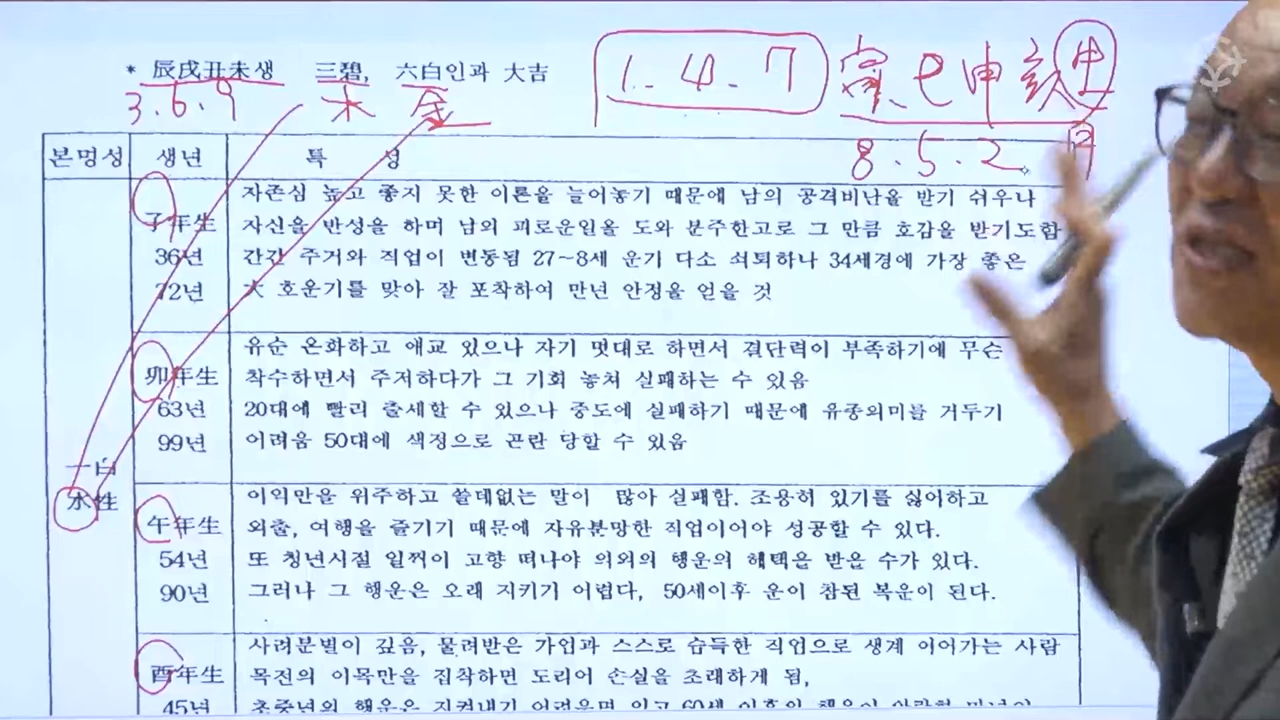 * 辰戌丑未생 三碧, 六白인과 大吉
1. 4. 7
寅 巳 申 亥 生
3. 6. 9 木 金
8. 5. 2 月
본명성 생년 특 성
자존심 높고 좋지 못한 이론을 늘어놓기 때문에 남의 공격비난을 받기 쉬우나
子年生 자신을 반성을 하며 남의 괴로운일을 도와 분주한고로 그 만큼 호감을 받기도함
36년 간간 주거와 직업이 변동됨 27~8세 운기 다소 쇠퇴하나 34세경에 가장 좋은
72년 大 호운기를 맞아 잘 포착하여 만년 안정을 얻을 것
유순 온화하고 애교 있으나 자기 멋대로 하면서 결단력이 부족하기에 무슨
卯年生 착수하면서 주저하다가 그 기회 놓쳐 실패하는 수 있음
63년 20대에 빨리 출세할 수 있으나 중도에 실패하기 때문에 유종의미를 거두기
99년 어려움 50대에 색정으로 곤란 당할 수 있음
一白
水性
이익만을 위주하고 쓸데없는 말이 많아 실패함. 조용히 있기를 싫어하고
午年生 외출, 여행을 즐기기 때문에 자유분망한 직업이어야 성공할 수 있다.
54년 또 청년시절 일찍이 고향 떠나야 의외의 행운의 혜택을 받을 수가 있다.
90년 그러나 그 행운은 오래 지키기 어렵다, 50세이후 운이 참된 복운이 된다.
사려분별이 깊음, 물려받은 가업과 스스로 습득한 직업으로 생계 이어가는 사람
酉年生 목전의 이목만을 집착하면 도리어 손실을 초래하게 됨,
45년 초중년의 행운은 지켜내기 어려우며